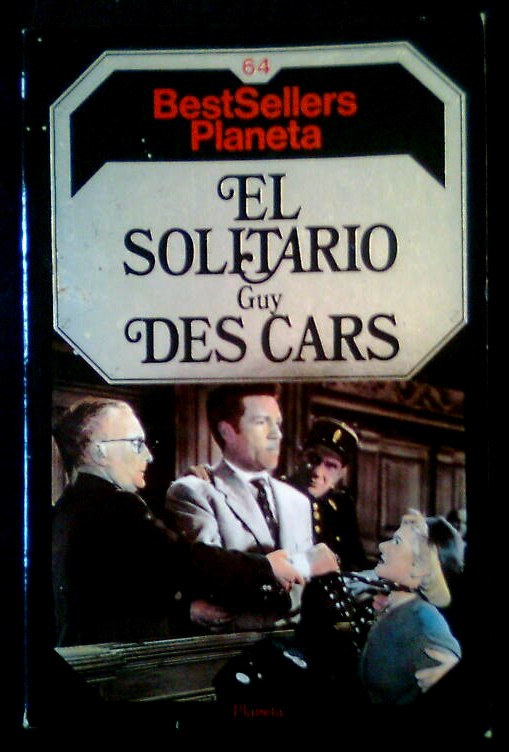 64
BestSellers
Planeta
EL
SOLITARIO
Guy
DES CARS
Planeta